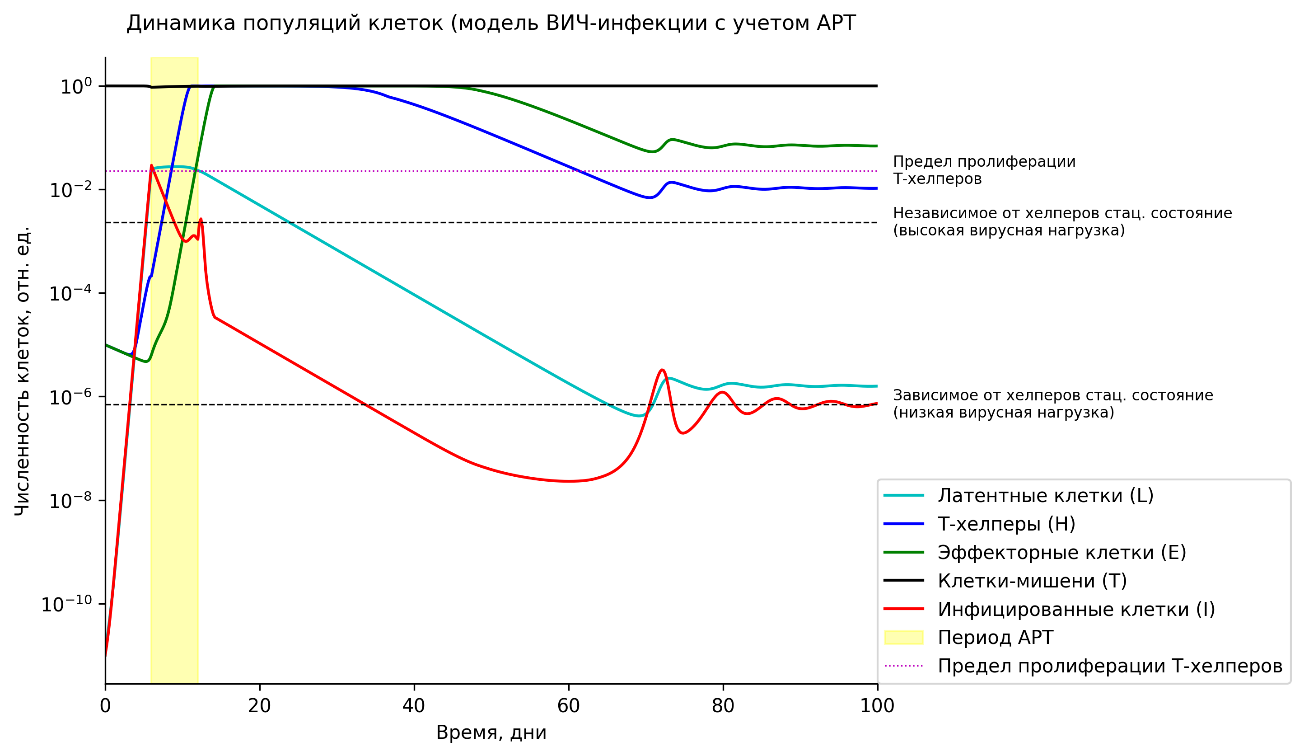 Динамика популяций клеток (модель ВИЧ-инфекции с учетом АРТ
Численность клеток, отн. ед.
10⁰
10⁻²
10⁻⁴
10⁻⁶
10⁻⁸
10⁻¹⁰
0 20 40 60 80 100
Время, дни
Предел пролиферации
Т-хелперов
Независимое от хелперов стац. состояние
(высокая вирусная нагрузка)
Зависимое от хелперов стац. состояние
(низкая вирусная нагрузка)
Латентные клетки (L)
Т-хелперы (H)
Эффекторные клетки (E)
Клетки-мишени (T)
Инфицированные клетки (I)
Период АРТ
Предел пролиферации Т-хелперов